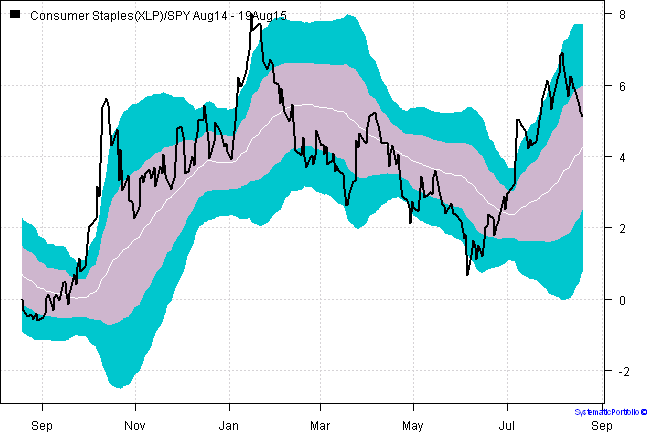 Consumer Staples(XLP)/SPY Aug14 - 19Aug15
8
6
4
2
0
-2
Sep Nov Jan Mar May Jul Sep
SystematicPortfolio ©